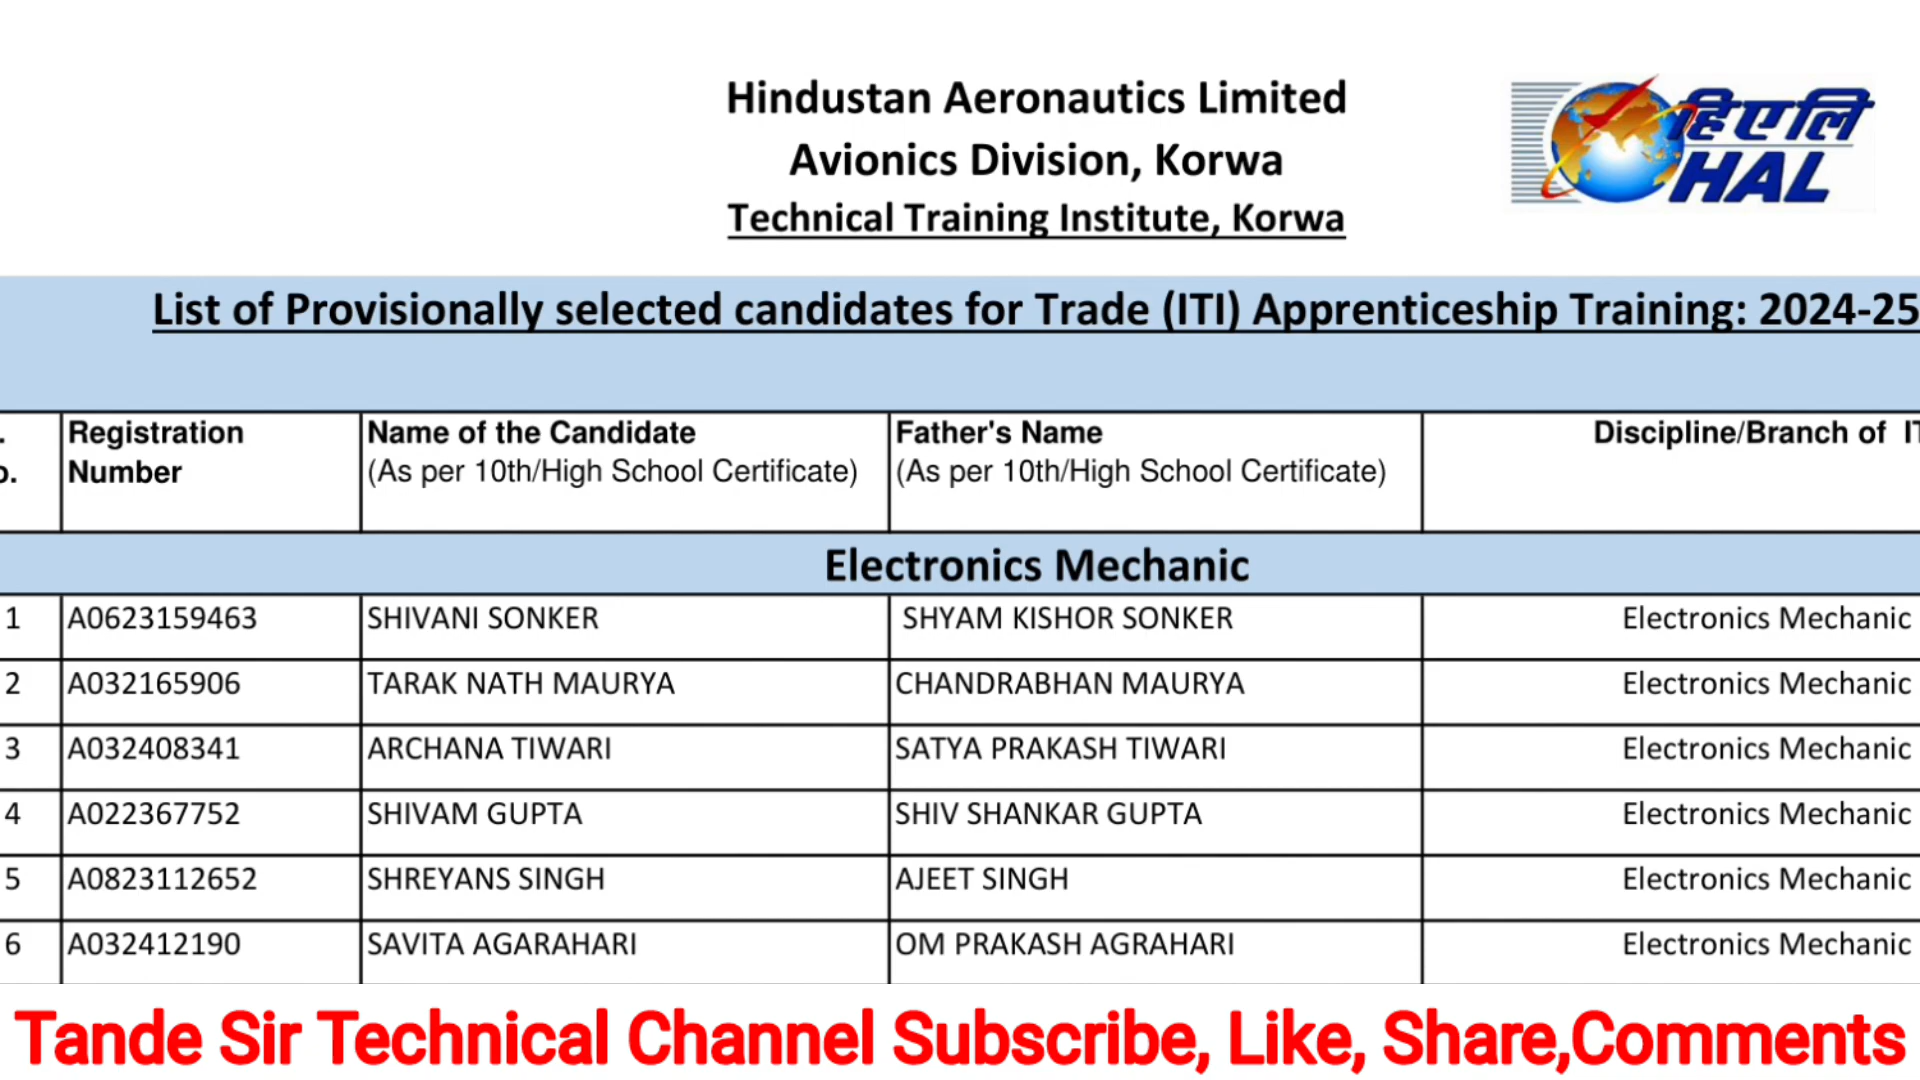 Hindustan Aeronautics Limited
Avionics Division, Korwa
Technical Training Institute, Korwa
हिएलि
HAL
List of Provisionally selected candidates for Trade (ITI) Apprenticeship Training: 2024-25
Registration Number Name of the Candidate (As per 10th/High School Certificate) Father's Name (As per 10th/High School Certificate) Discipline/Branch of
Electronics Mechanic
1 A0623159463 SHIVANI SONKER SHYAM KISHOR SONKER Electronics Mechanic
2 A032165906 TARAK NATH MAURYA CHANDRABHAN MAURYA Electronics Mechanic
3 A032408341 ARCHANA TIWARI SATYA PRAKASH TIWARI Electronics Mechanic
4 A022367752 SHIVAM GUPTA SHIV SHANKAR GUPTA Electronics Mechanic
5 A0823112652 SHREYANS SINGH AJEET SINGH Electronics Mechanic
6 A032412190 SAVITA AGARAHARI OM PRAKASH AGRAHARI Electronics Mechanic
Tande Sir Technical Channel Subscribe, Like, Share,Comments